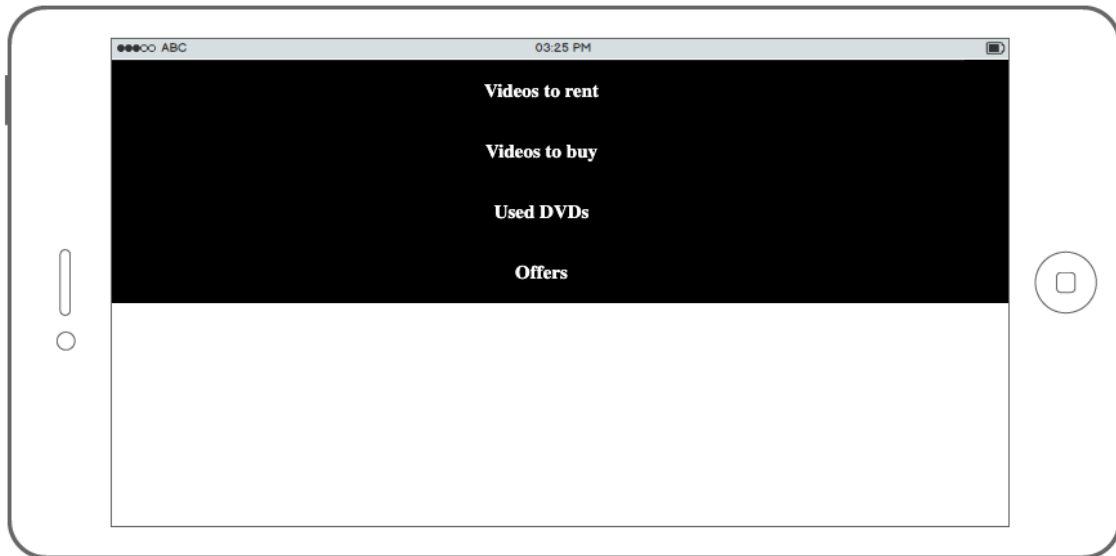 ABC 03:25 PM
Videos to rent
Videos to buy
Used DVDs
Offers